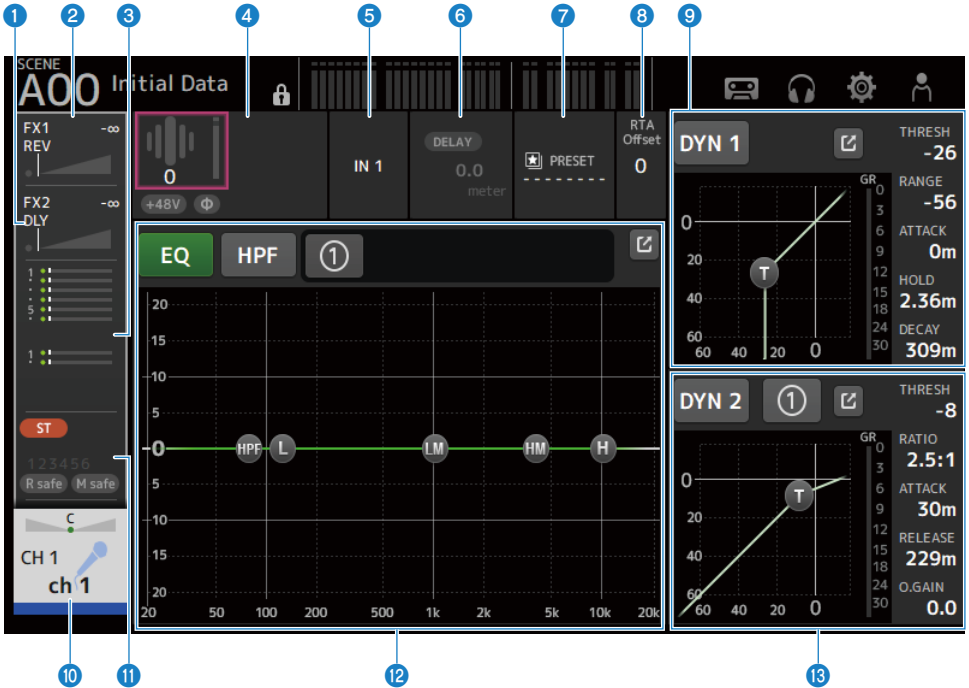 1 2 3 4 5 6 7 8 9
SCENE
A00 Initial Data
FX1 -∞
REV
FX2 -∞
DLY
1
5
1
ST
123456
R safe M safe
C
CH 1
ch 1
0
+48V Φ
IN 1
DELAY
0.0
meter
PRESET
--------
RTA
Offset
0
EQ HPF 1
20
15
10
5
0
5
10
15
20
HPF L LM HM H
20 50 100 200 500 1k 2k 5k 10k 20k
DYN 1
GR
0
3
6
9
12
15
18
24
30
0
20
40
60
T
60 40 20 0
THRESH
-26
RANGE
-56
ATTACK
0m
HOLD
2.36m
DECAY
309m
DYN 2 1
GR
0
3
6
9
12
15
18
24
30
0
20
40
60
T
60 40 20 0
THRESH
-8
RATIO
2.5:1
ATTACK
30m
RELEASE
229m
O.GAIN
0.0
10 11 12 13